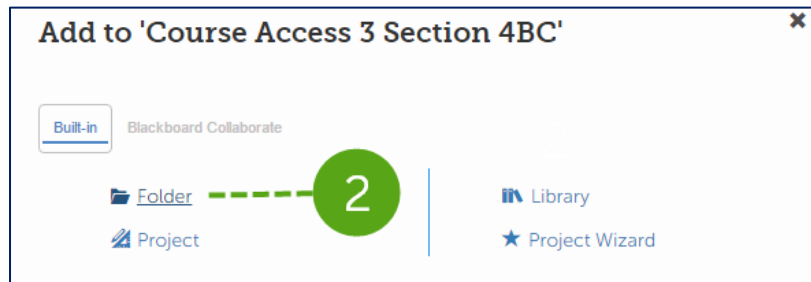 Add to 'Course Access 3 Section 4BC'
Built-in Blackboard Collaborate
Folder 2 Library
Project Project Wizard